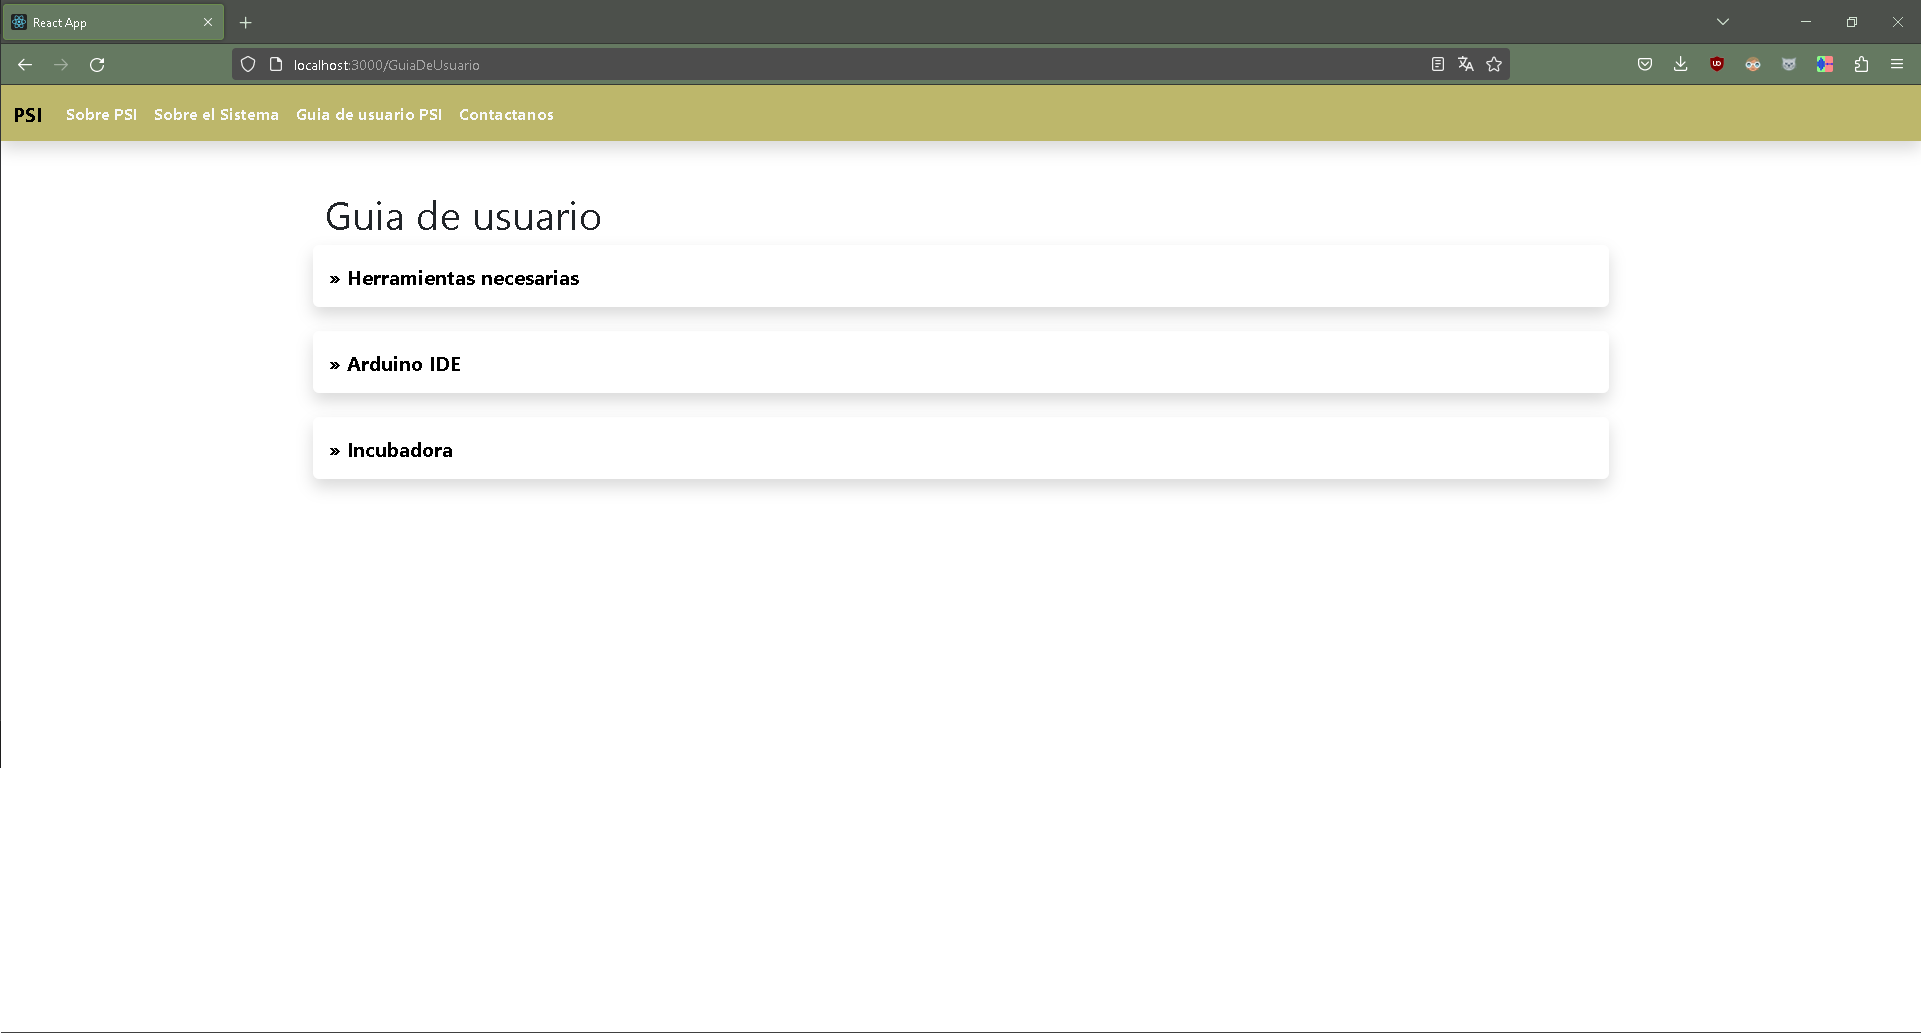 React App
localhost:3000/GuiaDeUsuario
PSI Sobre PSI Sobre el Sistema Guia de usuario PSI Contactanos
Guia de usuario
» Herramientas necesarias
» Arduino IDE
» Incubadora